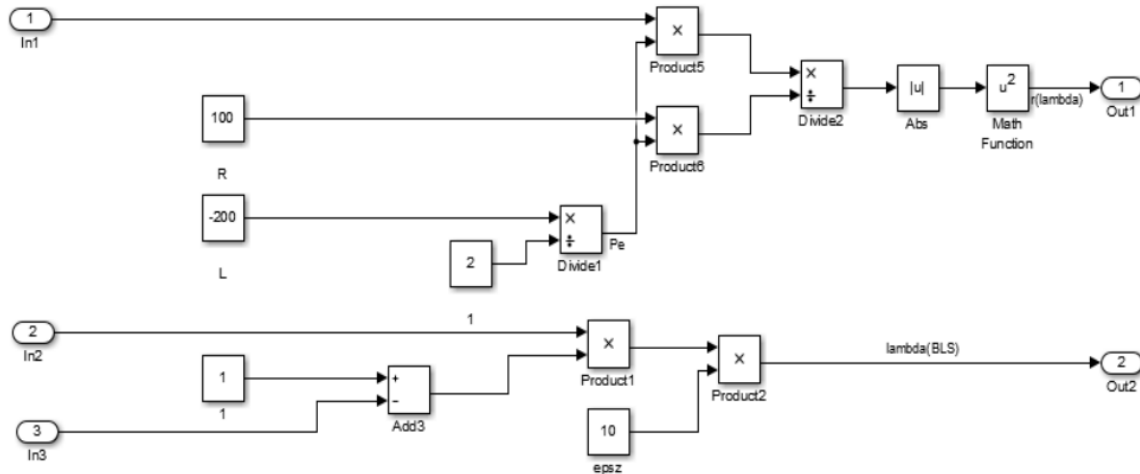 1
In1
×
Product5
100
R
×
Product6
×
÷
Divide2
|u|
Abs
u²
Math
Function
r(lambda)
1
Out1
-200
L
2
×
÷
Divide1
Pe
2
In2
1
×
Product1
1
1
+
−
Add3
3
In3
×
Product2
10
epsz
lambda(BLS)
2
Out2